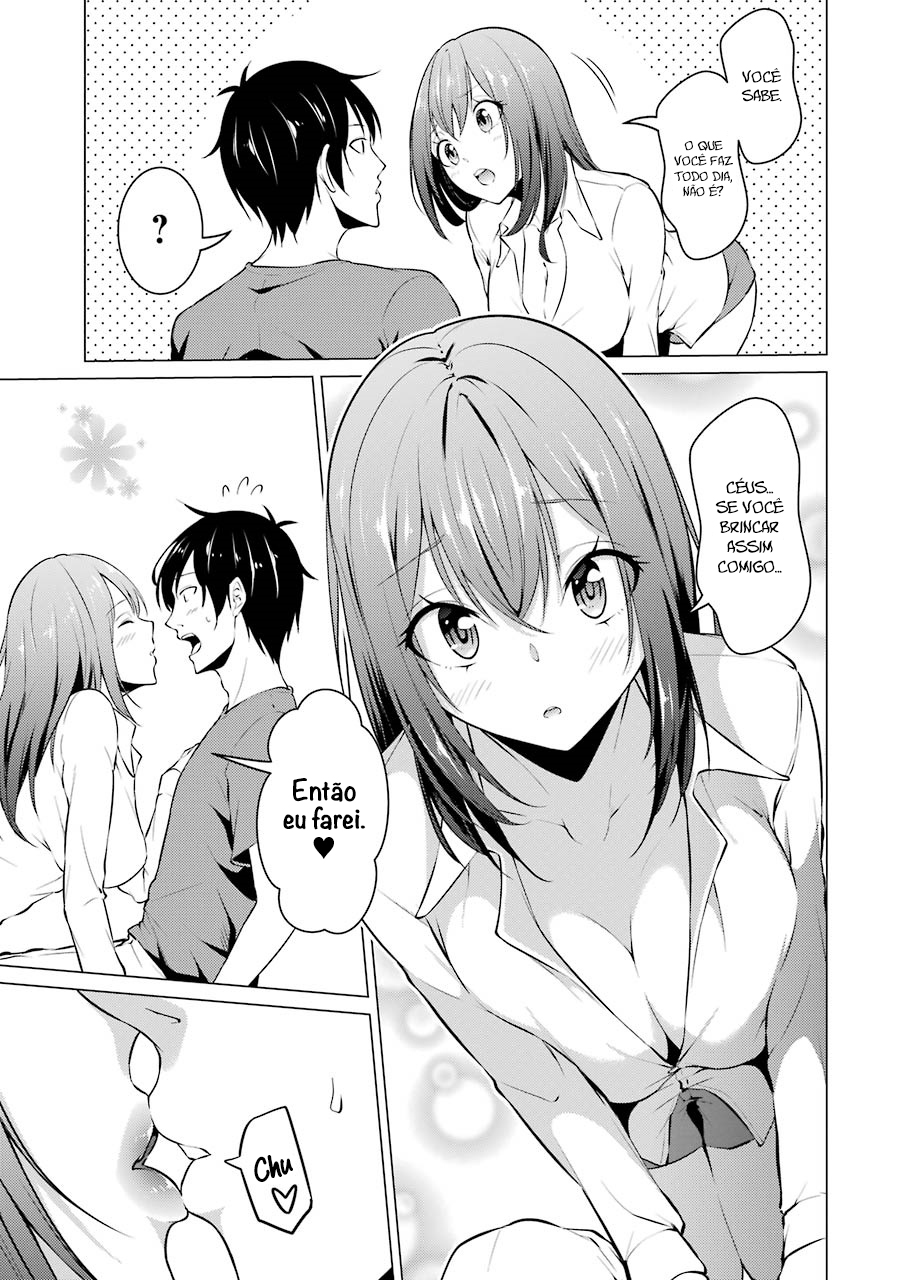 VOCÊ
SABE.
O QUE
VOCÊ FAZ
TODO DIA,
NÃO É?
?
CÉUS...
SE VOCÊ
BRINCAR
ASSIM
COMIGO...
Então
eu farei.
♥
Chu
♡